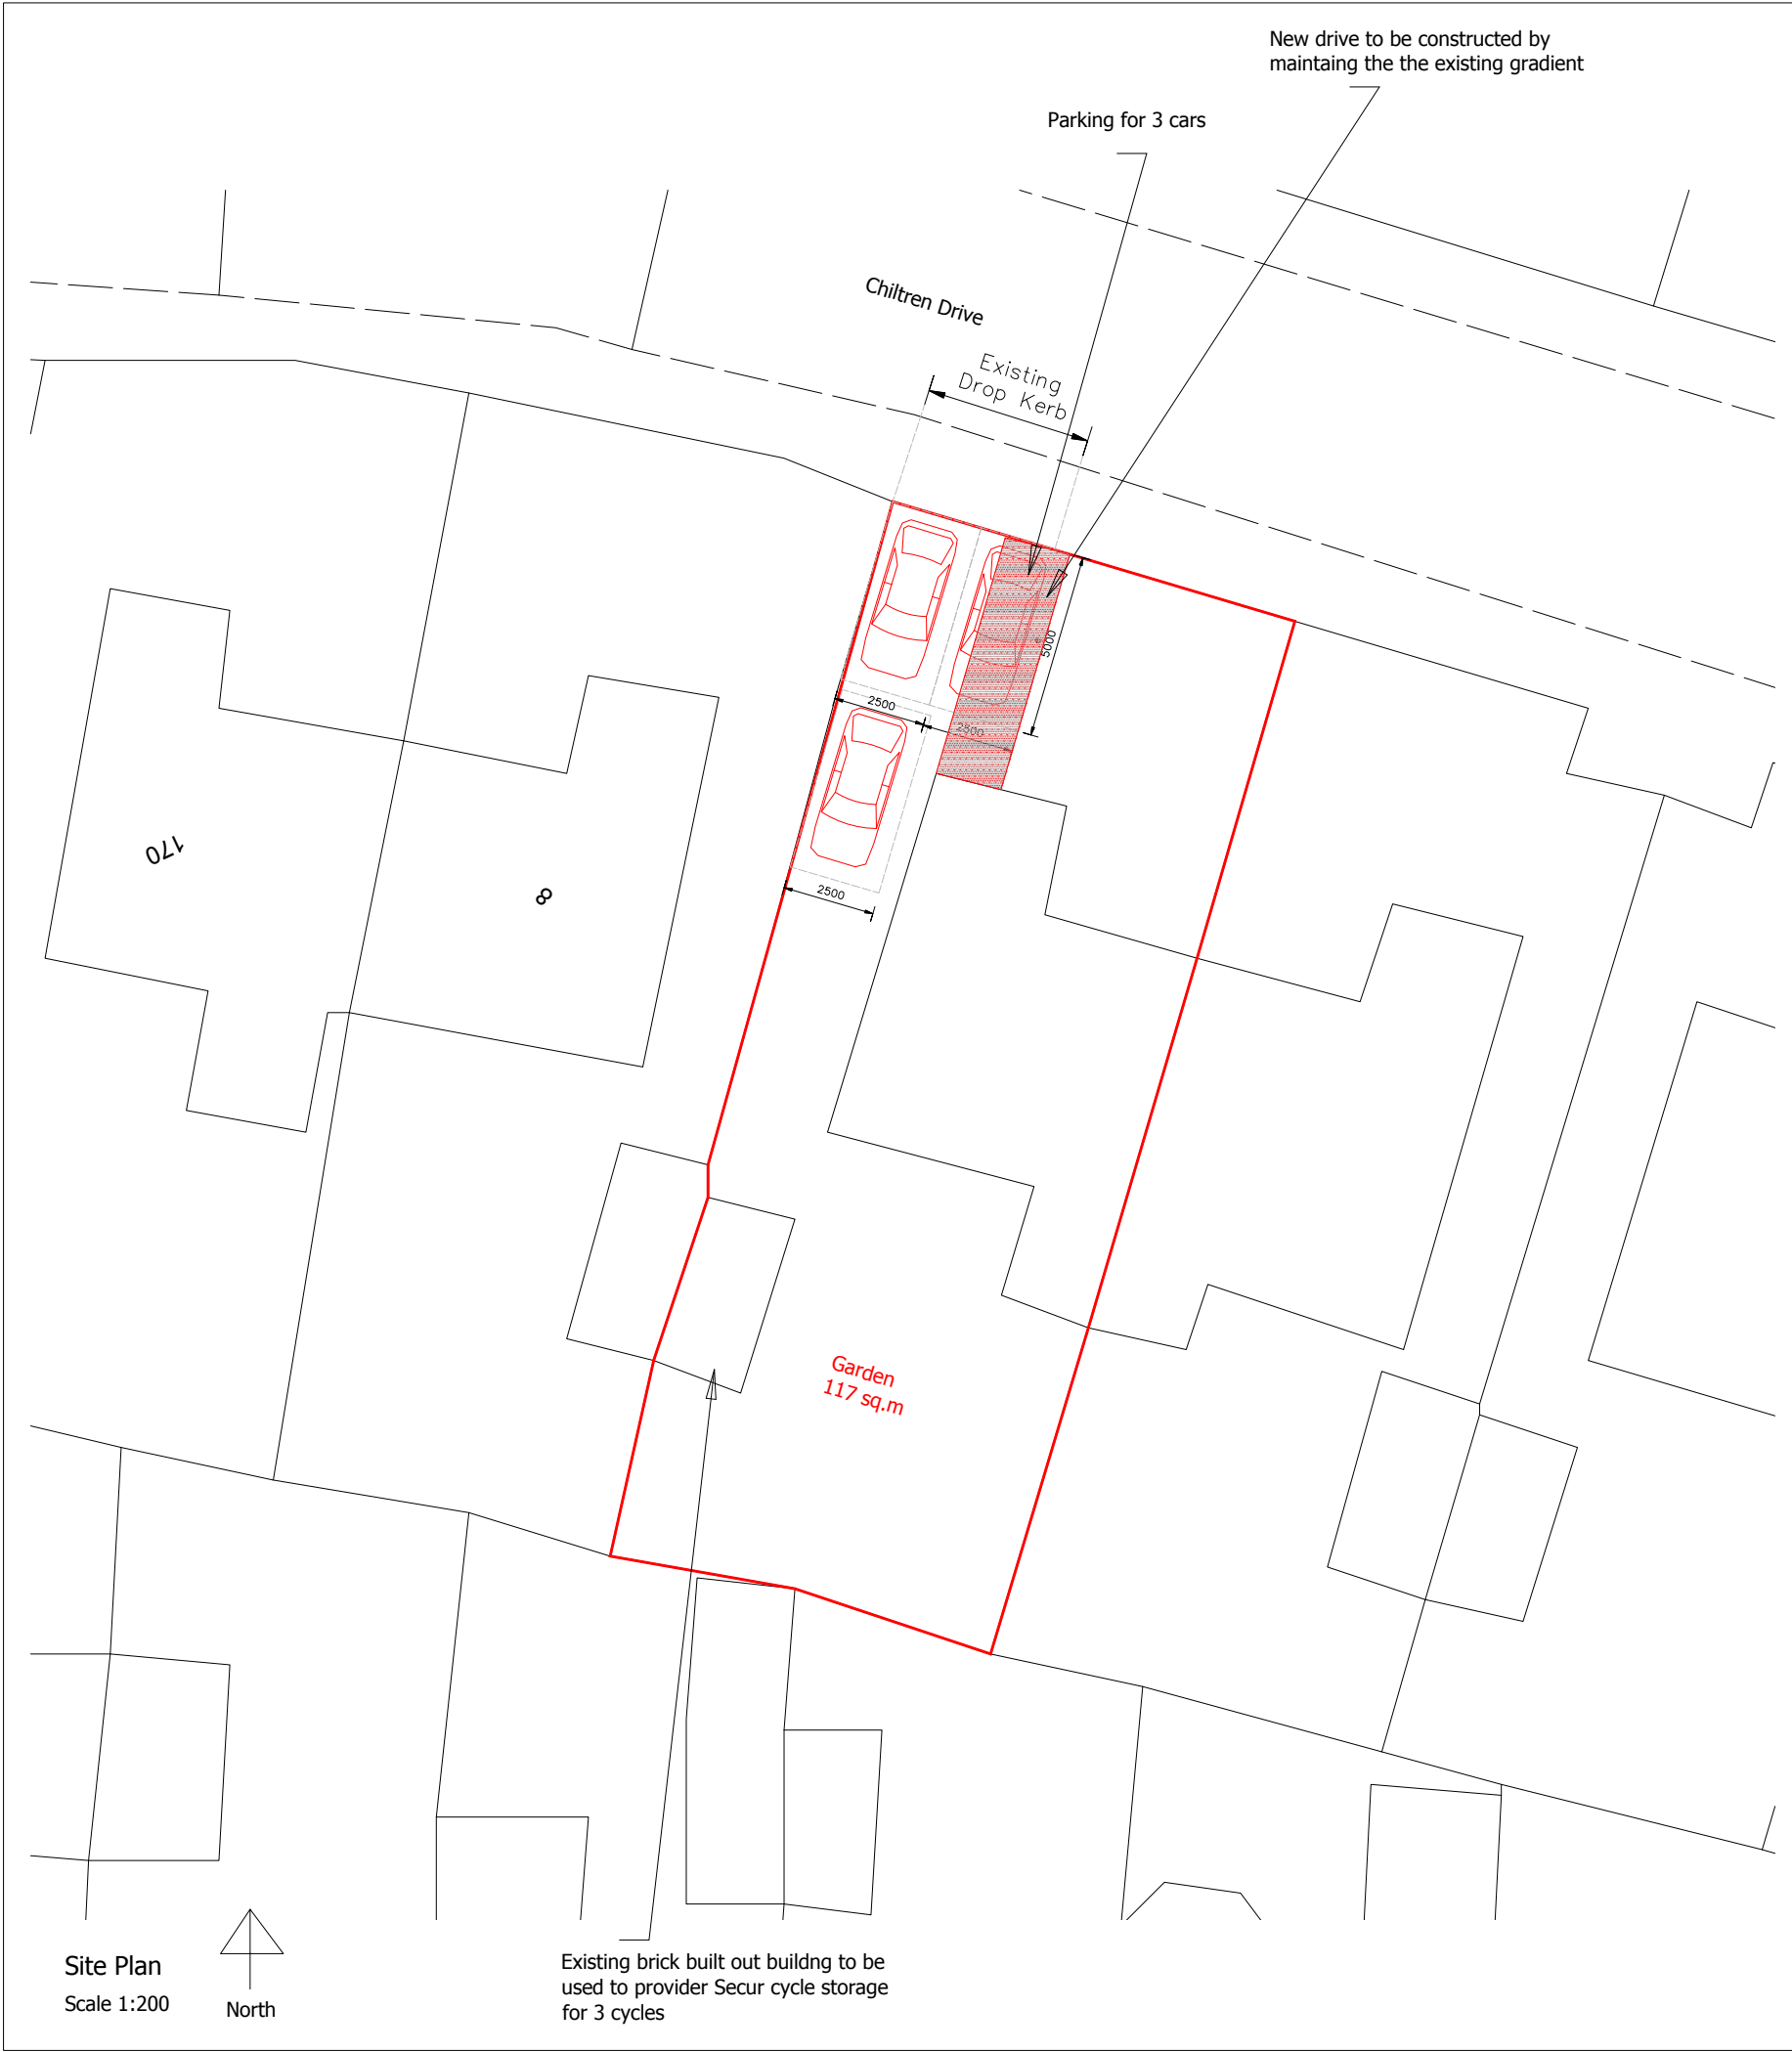 New drive to be constructed by
maintaing the the existing gradient
Parking for 3 cars
Chiltren Drive
Existing
Drop Kerb
5000
2500
2500
2500
170
8
Garden
117 sq.m
Existing brick built out buildng to be
used to provider Secur cycle storage
for 3 cycles
Site Plan
Scale 1:200
North